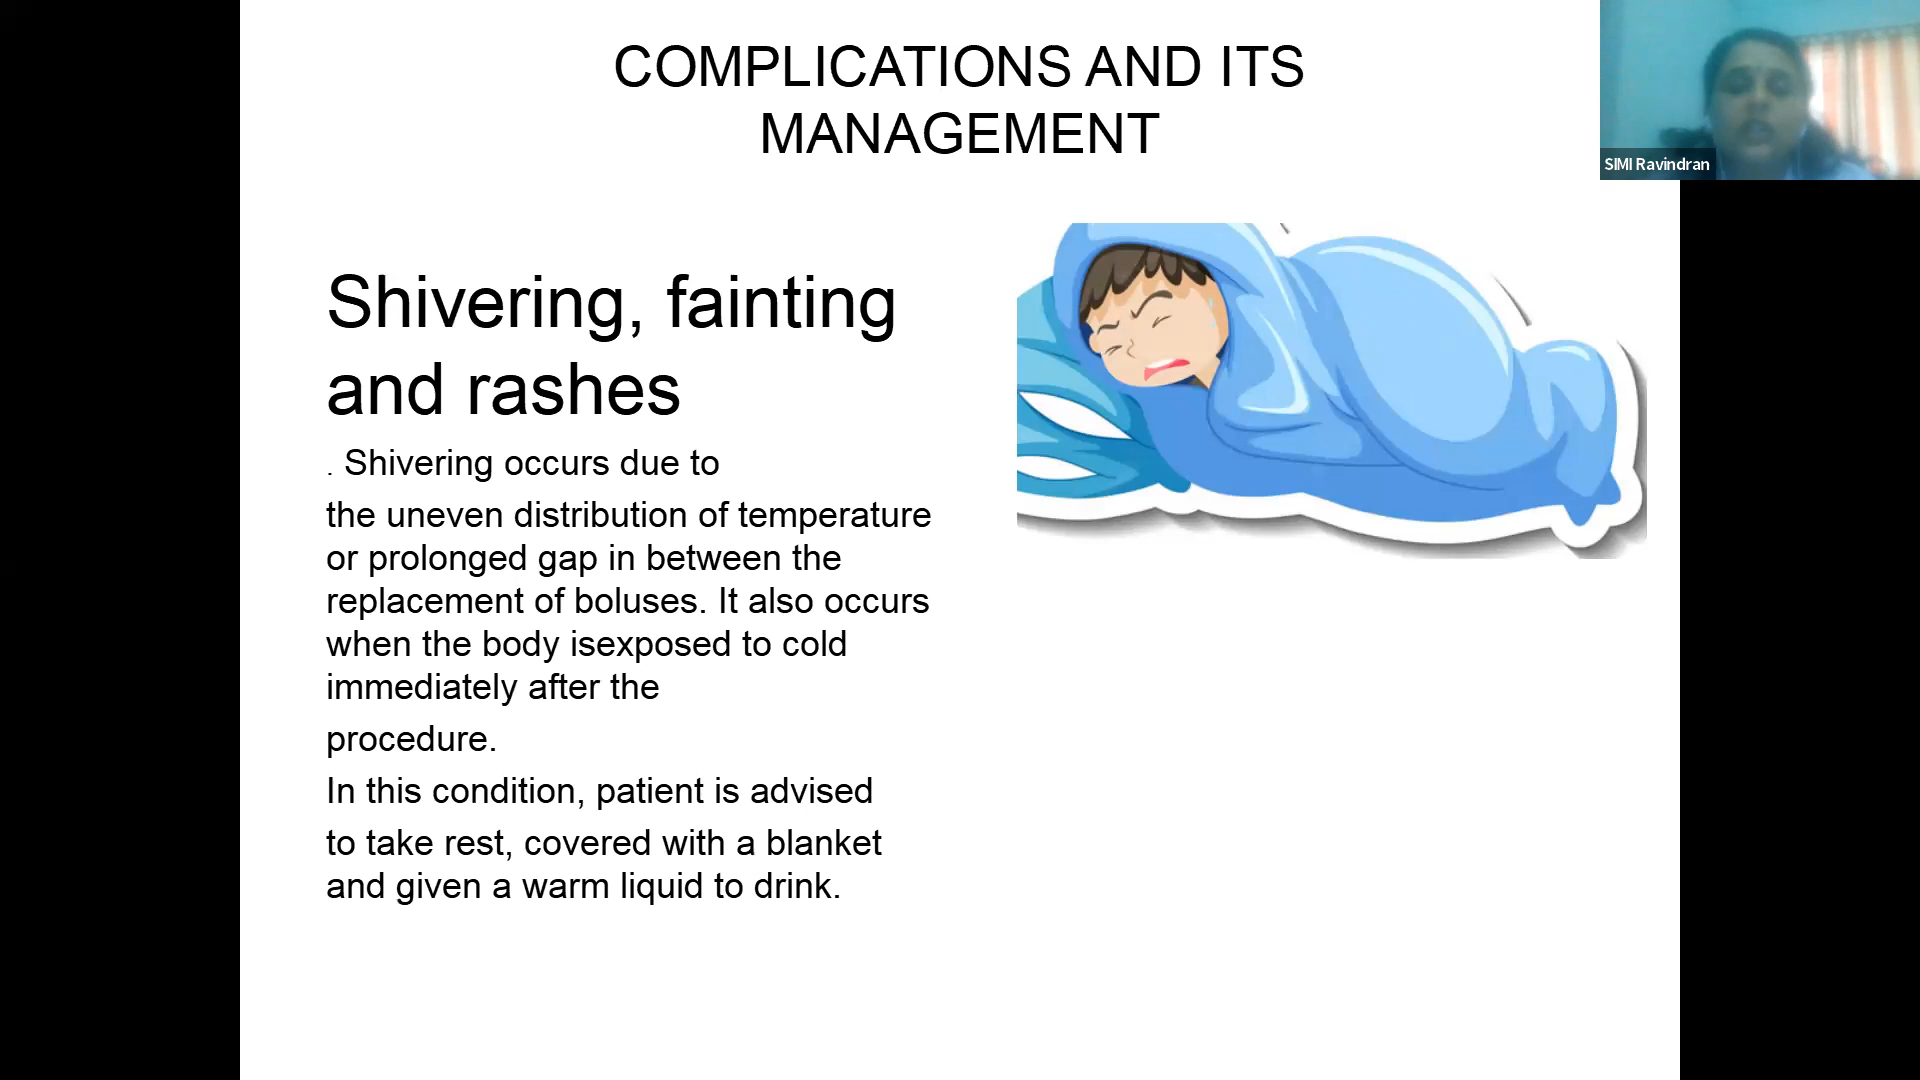 COMPLICATIONS AND ITS
MANAGEMENT
SIMI Ravindran
Shivering, fainting
and rashes
. Shivering occurs due to
the uneven distribution of temperature
or prolonged gap in between the
replacement of boluses. It also occurs
when the body isexposed to cold
immediately after the
procedure.
In this condition, patient is advised
to take rest, covered with a blanket
and given a warm liquid to drink.